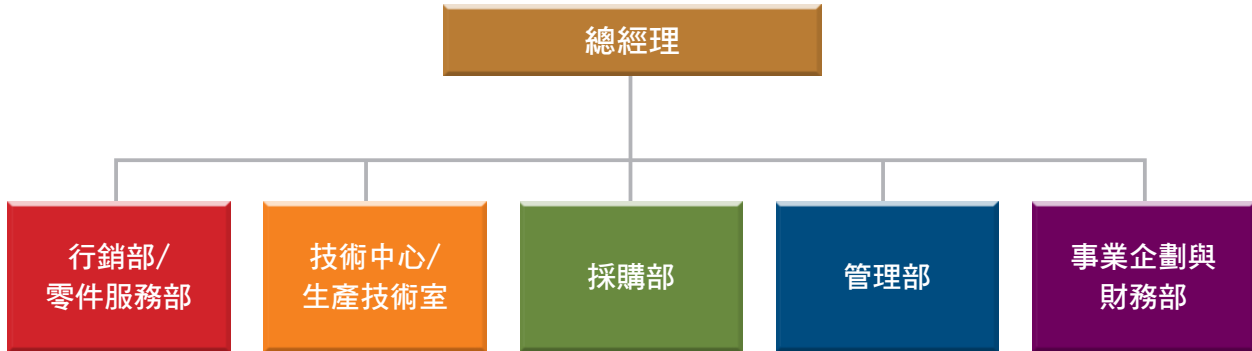 總經理
行銷部/
零件服務部
技術中心/
生產技術室
採購部
管理部
事業企劃與
財務部